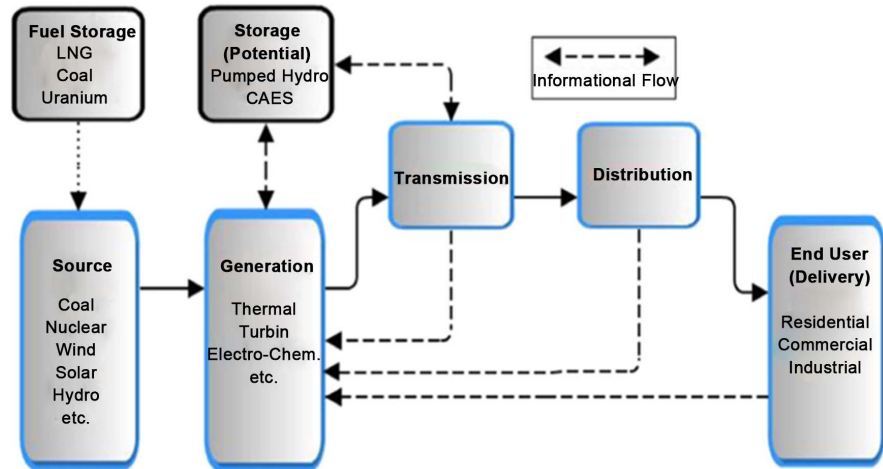 Fuel Storage
LNG
Coal
Uranium
Storage
(Potential)
Pumped Hydro
CAES
Informational Flow
Transmission
Distribution
Source
Coal
Nuclear
Wind
Solar
Hydro
etc.
Generation
Thermal
Turbin
Electro-Chem.
etc.
End User
(Delivery)
Residential
Commercial
Industrial